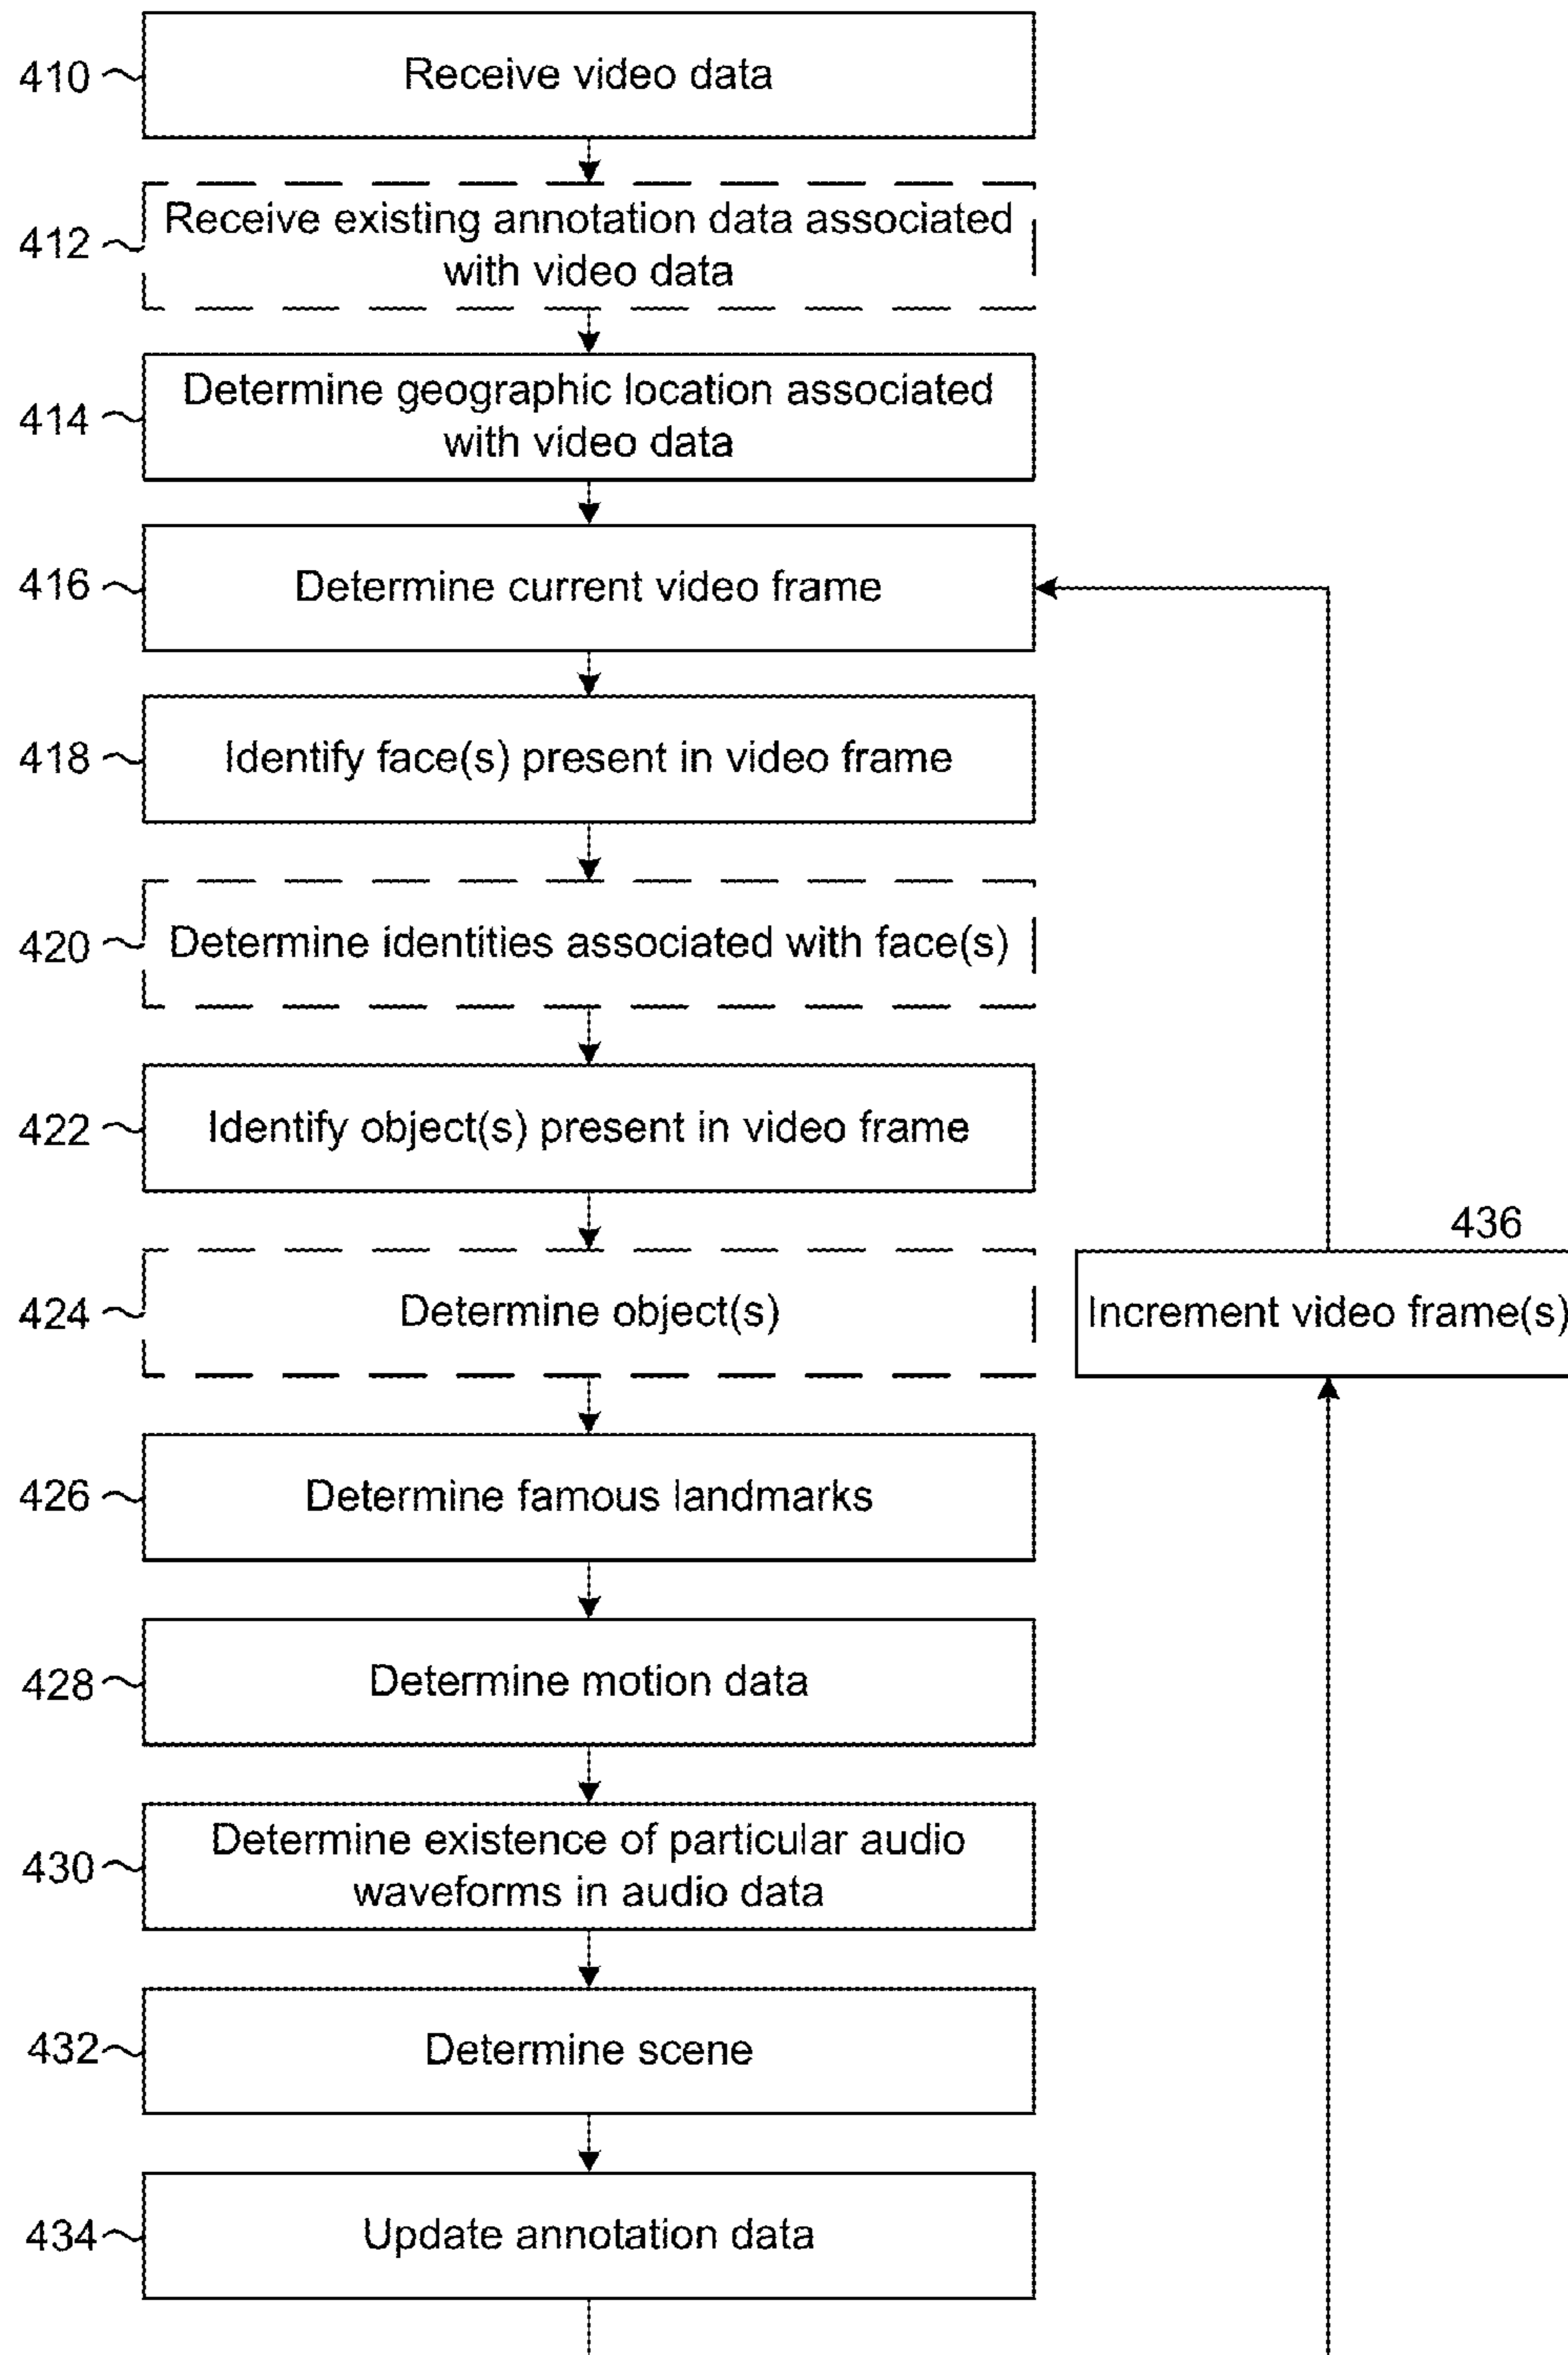 410
Receive video data
412
Receive existing annotation data associated
with video data
414
Determine geographic location associated
with video data
416
Determine current video frame
418
Identify face(s) present in video frame
420
Determine identities associated with face(s)
422
Identify object(s) present in video frame
436
424
Determine object(s)
Increment video frame(s)
426
Determine famous landmarks
428
Determine motion data
430
Determine existence of particular audio
waveforms in audio data
432
Determine scene
434
Update annotation data